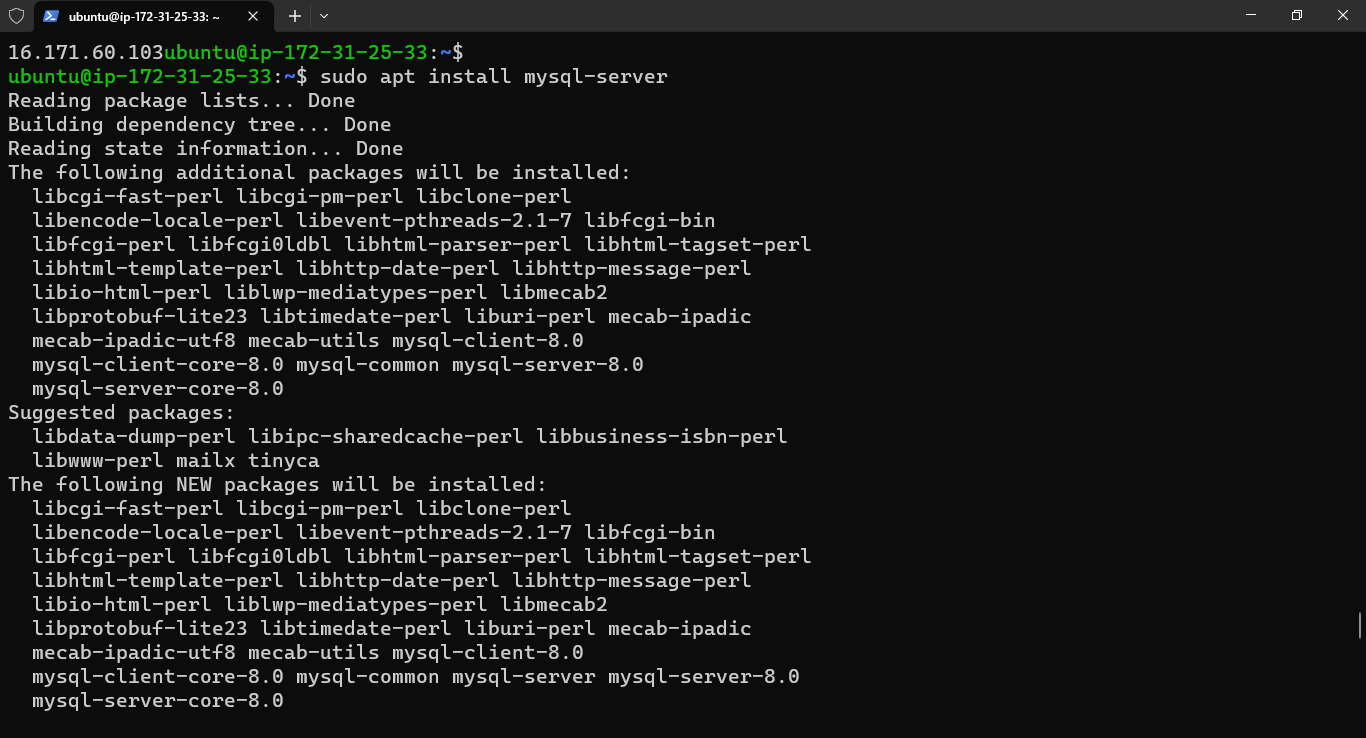 ubuntu@ip-172-31-25-33: ~
16.171.60.103ubuntu@ip-172-31-25-33:~$
ubuntu@ip-172-31-25-33:~$ sudo apt install mysql-server
Reading package lists... Done
Building dependency tree... Done
Reading state information... Done
The following additional packages will be installed:
  libcgi-fast-perl libcgi-pm-perl libclone-perl
  libencode-locale-perl libevent-pthreads-2.1-7 libfcgi-bin
  libfcgi-perl libfcgi0ldbl libhtml-parser-perl libhtml-tagset-perl
  libhtml-template-perl libhttp-date-perl libhttp-message-perl
  libio-html-perl liblwp-mediatypes-perl libmecab2
  libprotobuf-lite23 libtimedate-perl liburi-perl mecab-ipadic
  mecab-ipadic-utf8 mecab-utils mysql-client-8.0
  mysql-client-core-8.0 mysql-common mysql-server-8.0
  mysql-server-core-8.0
Suggested packages:
  libdata-dump-perl libipc-sharedcache-perl libbusiness-isbn-perl
  libwww-perl mailx tinyca
The following NEW packages will be installed:
  libcgi-fast-perl libcgi-pm-perl libclone-perl
  libencode-locale-perl libevent-pthreads-2.1-7 libfcgi-bin
  libfcgi-perl libfcgi0ldbl libhtml-parser-perl libhtml-tagset-perl
  libhtml-template-perl libhttp-date-perl libhttp-message-perl
  libio-html-perl liblwp-mediatypes-perl libmecab2
  libprotobuf-lite23 libtimedate-perl liburi-perl mecab-ipadic
  mecab-ipadic-utf8 mecab-utils mysql-client-8.0
  mysql-client-core-8.0 mysql-common mysql-server mysql-server-8.0
  mysql-server-core-8.0